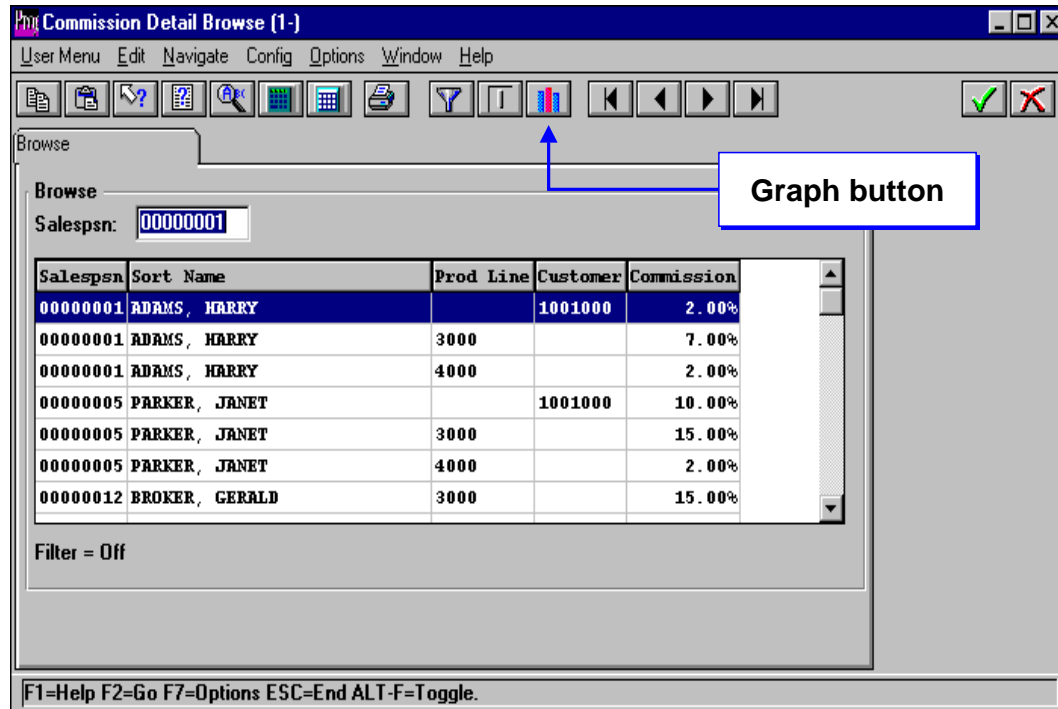 Commission Detail Browse (1-)
User Menu Edit Navigate Config Options Window Help
Browse
Graph button
Browse
Salespsn: 00000001
Salespsn Sort Name Prod Line Customer Commission
00000001 ADAMS, HARRY 1001000 2.00%
00000001 ADAMS, HARRY 3000 7.00%
00000001 ADAMS, HARRY 4000 2.00%
00000005 PARKER, JANET 1001000 10.00%
00000005 PARKER, JANET 3000 15.00%
00000005 PARKER, JANET 4000 2.00%
00000012 BROKER, GERALD 3000 15.00%
Filter = Off
F1=Help F2=Go F7=Options ESC=End ALT-F=Toggle.